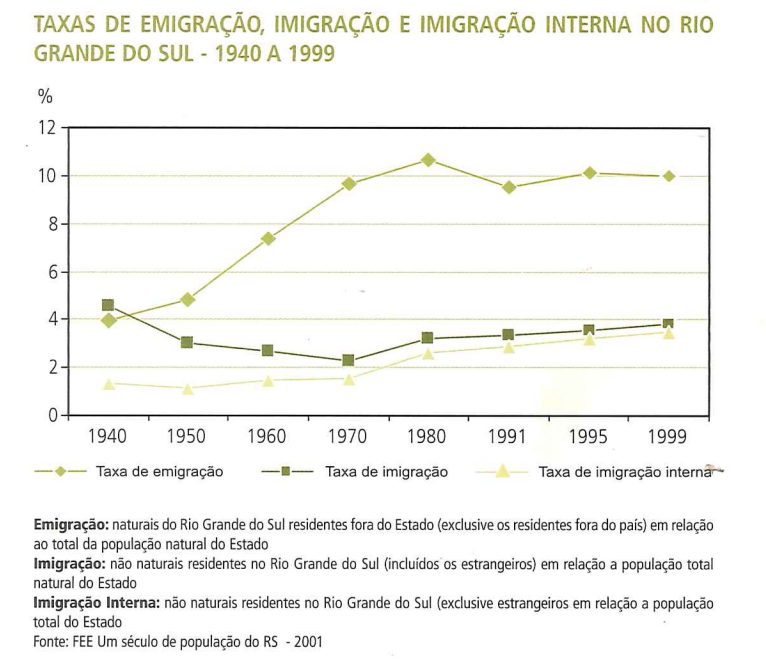 TAXAS DE EMIGRAÇÃO, IMIGRAÇÃO E IMIGRAÇÃO INTERNA NO RIO
GRANDE DO SUL - 1940 A 1999
%
12
10
8
6
4
2
0
1940 1950 1960 1970 1980 1991 1995 1999
Taxa de emigração Taxa de imigração Taxa de imigração interna
Emigração: naturais do Rio Grande do Sul residentes fora do Estado (exclusive os residentes fora do país) em relação
ao total da população natural do Estado
Imigração: não naturais residentes no Rio Grande do Sul (incluídos os estrangeiros) em relação a população total
natural do Estado
Imigração Interna: não naturais residentes no Rio Grande do Sul (exclusive estrangeiros em relação a população
total do Estado
Fonte: FEE Um século de população do RS - 2001